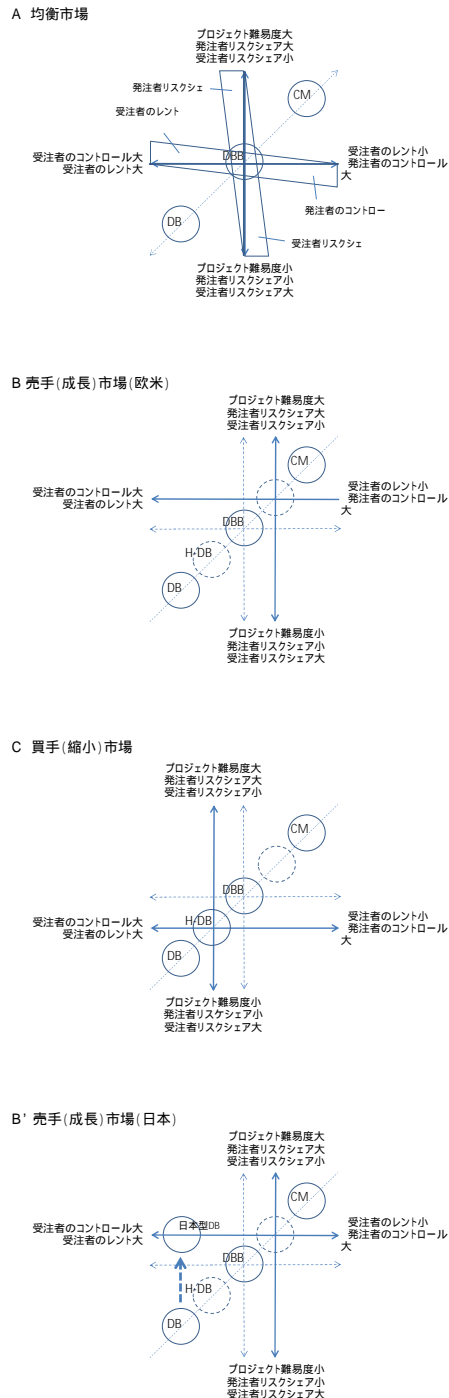 A 均衡市場
プロジェクト難易度大
発注者リスクシェア大
受注者リスクシェア小
発注者リスクシェ
受注者のレント
CM
DBB
受注者のコントロール大
受注者のレント大
受注者のレント小
発注者のコントロール
大
発注者のコントロー
DB
受注者リスクシェ
プロジェクト難易度小
発注者リスクシェア小
受注者リスクシェア大
B 売手(成長)市場(欧米)
プロジェクト難易度大
発注者リスクシェア大
受注者リスクシェア小
CM
受注者のコントロール大
受注者のレント大
受注者のレント小
発注者のコントロール
大
DBB
H・DB
DB
プロジェクト難易度小
発注者リスクシェア小
受注者リスクシェア大
C 買手(縮小)市場
プロジェクト難易度大
発注者リスクシェア大
受注者リスクシェア小
CM
DBB
受注者のコントロール大
受注者のレント大
H・DB
受注者のレント小
発注者のコントロール
大
DB
プロジェクト難易度小
発注者リスケシェア小
受注者リスクシェア大
B' 売手(成長)市場(日本)
プロジェクト難易度大
発注者リスクシェア大
受注者リスクシェア小
CM
日本型DB
受注者のコントロール大
受注者のレント大
受注者のレント小
発注者のコントロール
大
DBB
H・DB
DB
プロジェクト難易度小
発注者リスクシェア小
受注者リスクシェア大